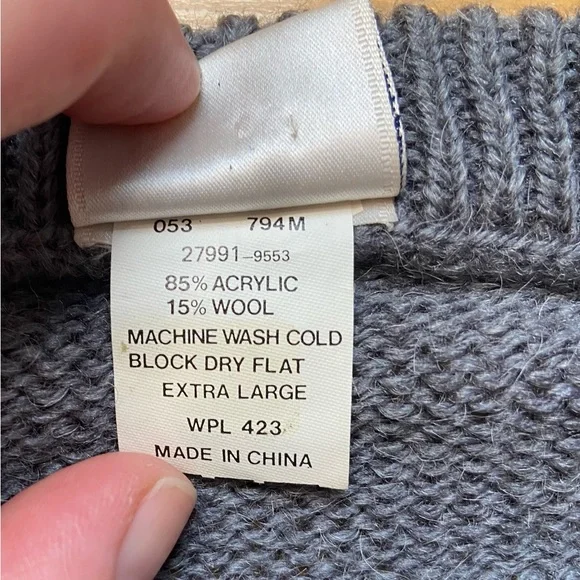 053 794M
27991-9553
85% ACRYLIC
15% WOOL
MACHINE WASH COLD
BLOCK DRY FLAT
EXTRA LARGE
WPL 423
MADE IN CHINA